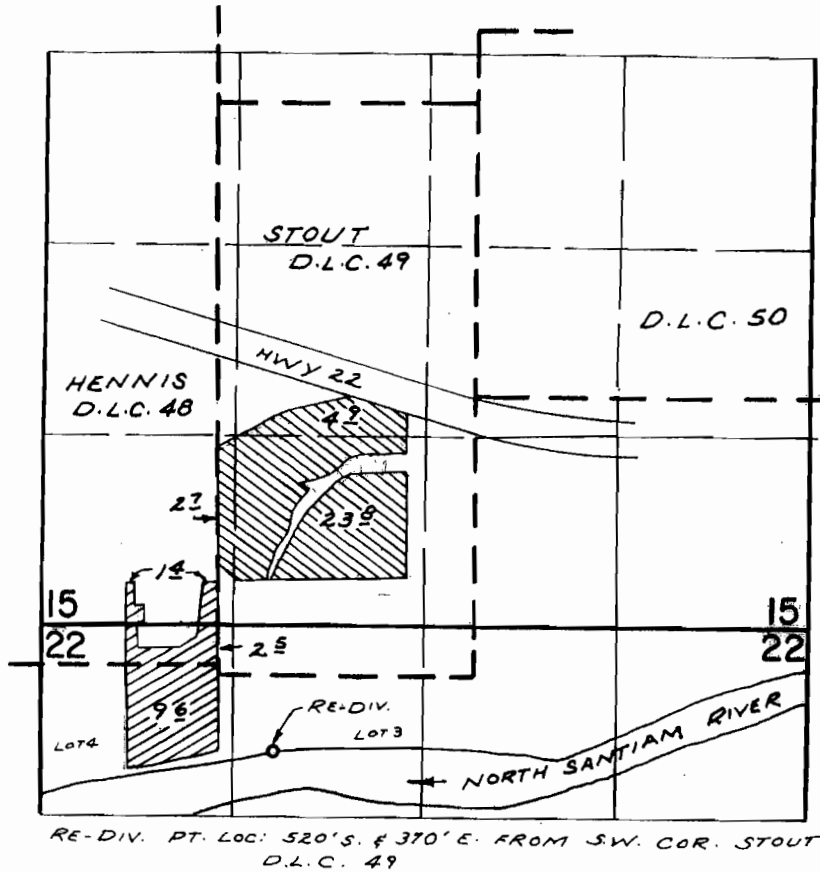 STOUT
D.L.C. 49
D.L.C. 50
HWY 22
HENNIS
D.L.C. 48
4 9
2 7
23 8
1 4
15
15
22
22
2 5
9 6
RE-DIV.
LOT 4
LOT 3
NORTH SANTIAM RIVER
RE-DIV. PT. LOC: 520' S. & 370' E. FROM S.W. COR. STOUT
D.L.C. 49